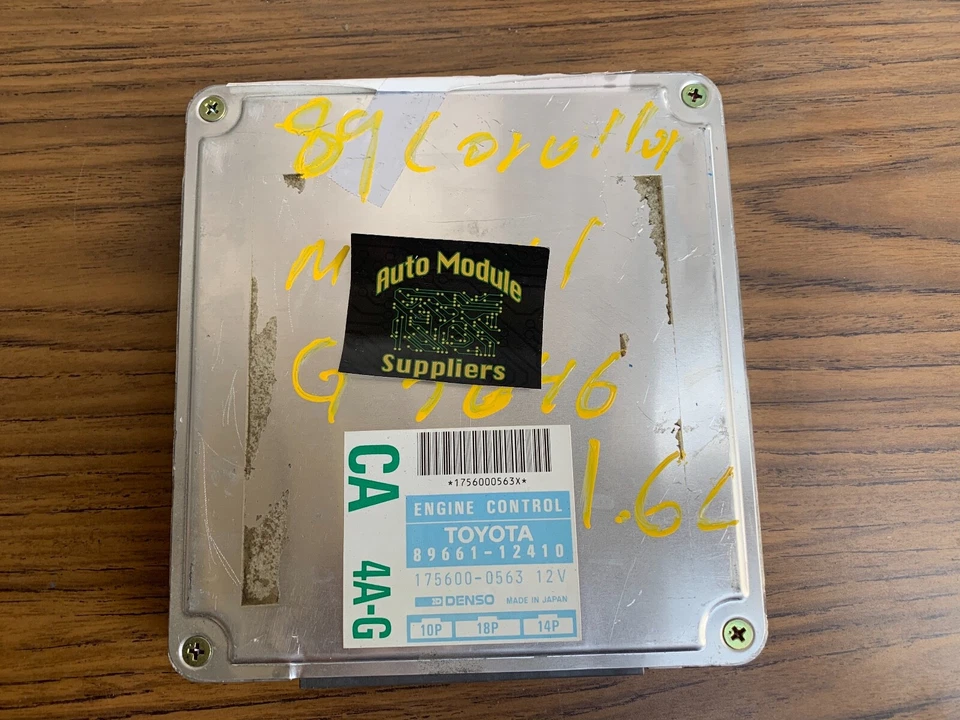 89 Corolla
Auto Module
Suppliers
1.6L
CA 4A-G
*1756000563X*
ENGINE CONTROL
TOYOTA
89661-12410
175600-0563 12V
DENSO MADE IN JAPAN
10P 18P 14P